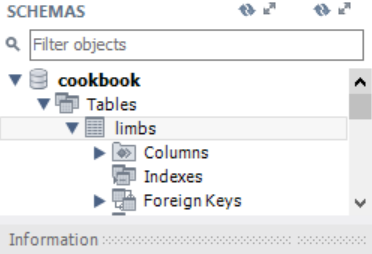 SCHEMAS
Filter objects
cookbook
Tables
limbs
Columns
Indexes
Foreign Keys
Information